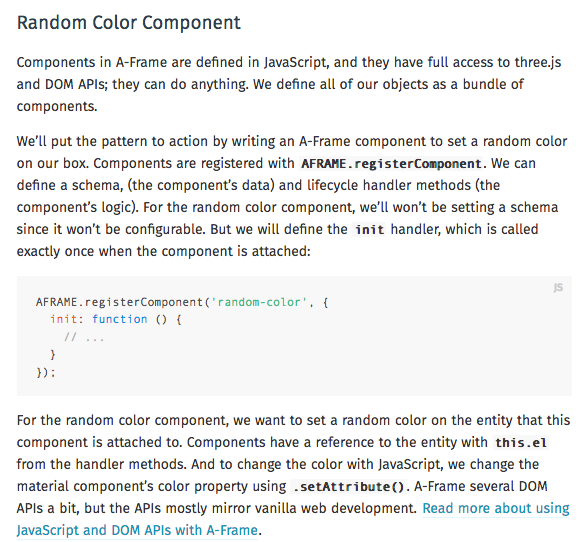 Random Color Component
Components in A-Frame are defined in JavaScript, and they have full access to three.js
and DOM APIs; they can do anything. We define all of our objects as a bundle of
components.
We’ll put the pattern to action by writing an A-Frame component to set a random color
on our box. Components are registered with AFRAME.registerComponent. We can
define a schema, (the component’s data) and lifecycle handler methods (the
component’s logic). For the random color component, we’ll won’t be setting a schema
since it won’t be configurable. But we will define the init handler, which is called
exactly once when the component is attached:
JS
AFRAME.registerComponent('random-color', {
  init: function () {
    // ...
  }
});
For the random color component, we want to set a random color on the entity that this
component is attached to. Components have a reference to the entity with this.el
from the handler methods. And to change the color with JavaScript, we change the
material component’s color property using .setAttribute(). A-Frame several DOM
APIs a bit, but the APIs mostly mirror vanilla web development. Read more about using
JavaScript and DOM APIs with A-Frame.